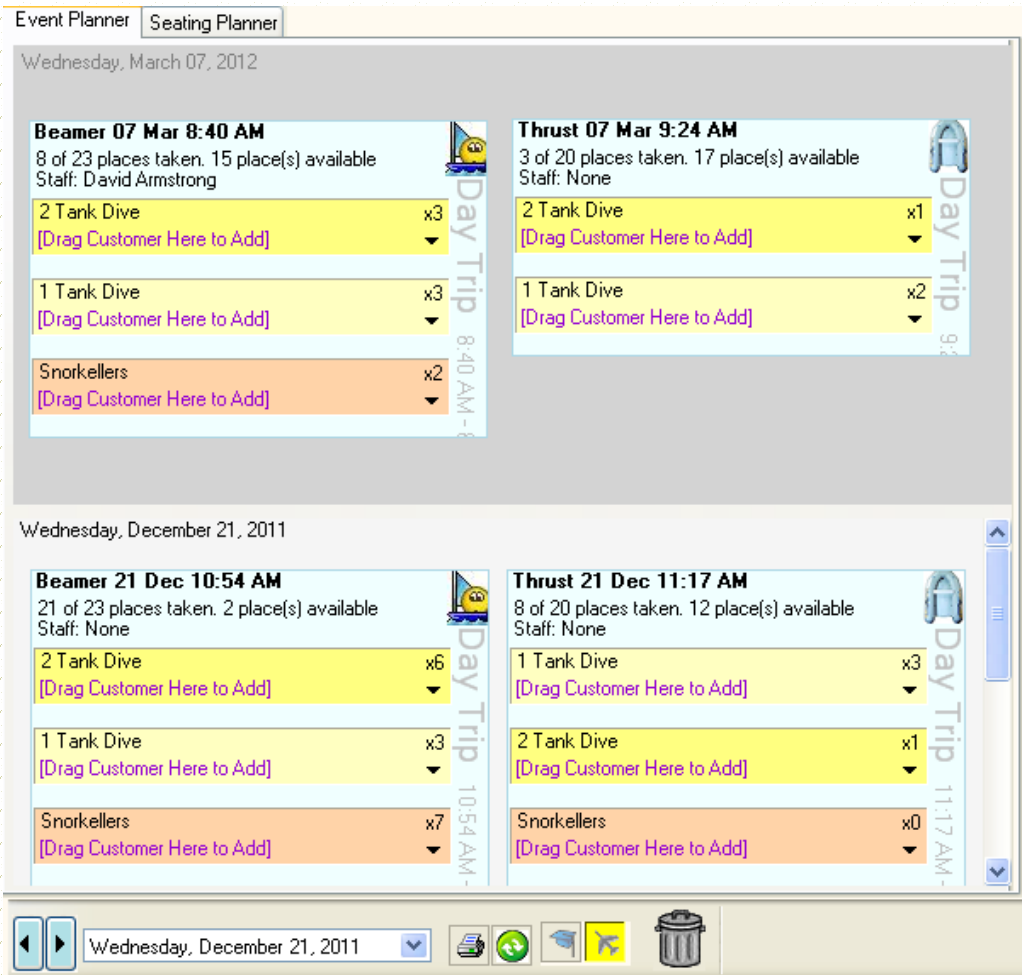 Event Planner
Seating Planner
Wednesday, March 07, 2012
Beamer 07 Mar 8:40 AM
8 of 23 places taken. 15 place(s) available
Staff: David Armstrong
2 Tank Dive x3
[Drag Customer Here to Add]
1 Tank Dive x3
[Drag Customer Here to Add]
Snorkellers x2
[Drag Customer Here to Add]
Day Trip 8:40 AM - 8
Thrust 07 Mar 9:24 AM
3 of 20 places taken. 17 place(s) available
Staff: None
2 Tank Dive x1
[Drag Customer Here to Add]
1 Tank Dive x2
[Drag Customer Here to Add]
Day Trip 9:2
Wednesday, December 21, 2011
Beamer 21 Dec 10:54 AM
21 of 23 places taken. 2 place(s) available
Staff: None
2 Tank Dive x6
[Drag Customer Here to Add]
1 Tank Dive x3
[Drag Customer Here to Add]
Snorkellers x7
[Drag Customer Here to Add]
Day Trip 10:54 AM -
Thrust 21 Dec 11:17 AM
8 of 20 places taken. 12 place(s) available
Staff: None
1 Tank Dive x3
[Drag Customer Here to Add]
2 Tank Dive x1
[Drag Customer Here to Add]
Snorkellers x0
[Drag Customer Here to Add]
Day Trip 11:17 AM -
Wednesday, December 21, 2011